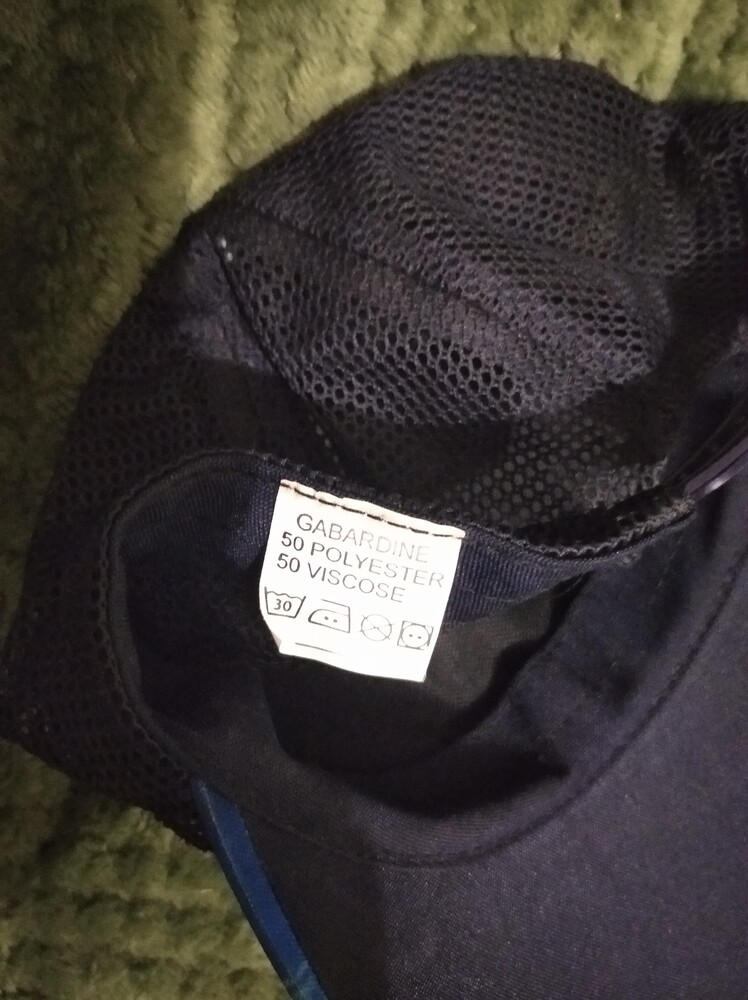 GABARDINE
50 POLYESTER
50 VISCOSE
30